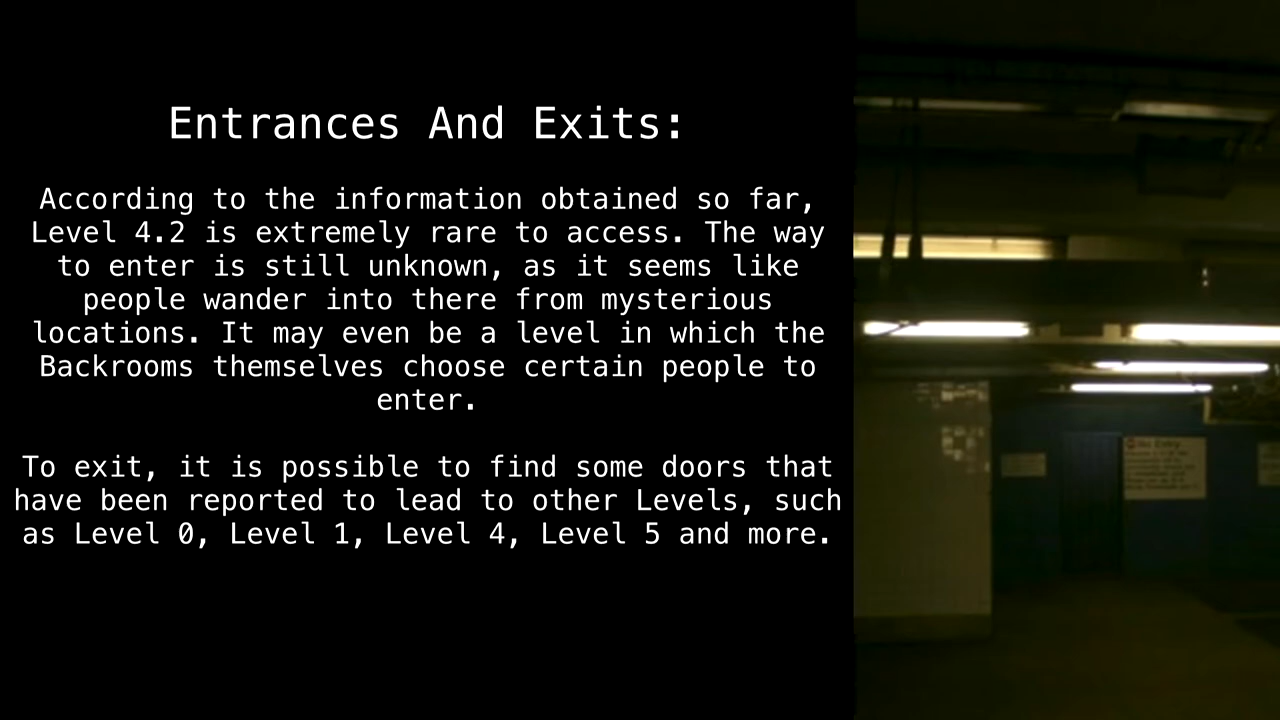 Entrances And Exits:
According to the information obtained so far,
Level 4.2 is extremely rare to access. The way
to enter is still unknown, as it seems like
people wander into there from mysterious
locations. It may even be a level in which the
Backrooms themselves choose certain people to
enter.
To exit, it is possible to find some doors that
have been reported to lead to other Levels, such
as Level 0, Level 1, Level 4, Level 5 and more.
No Entry